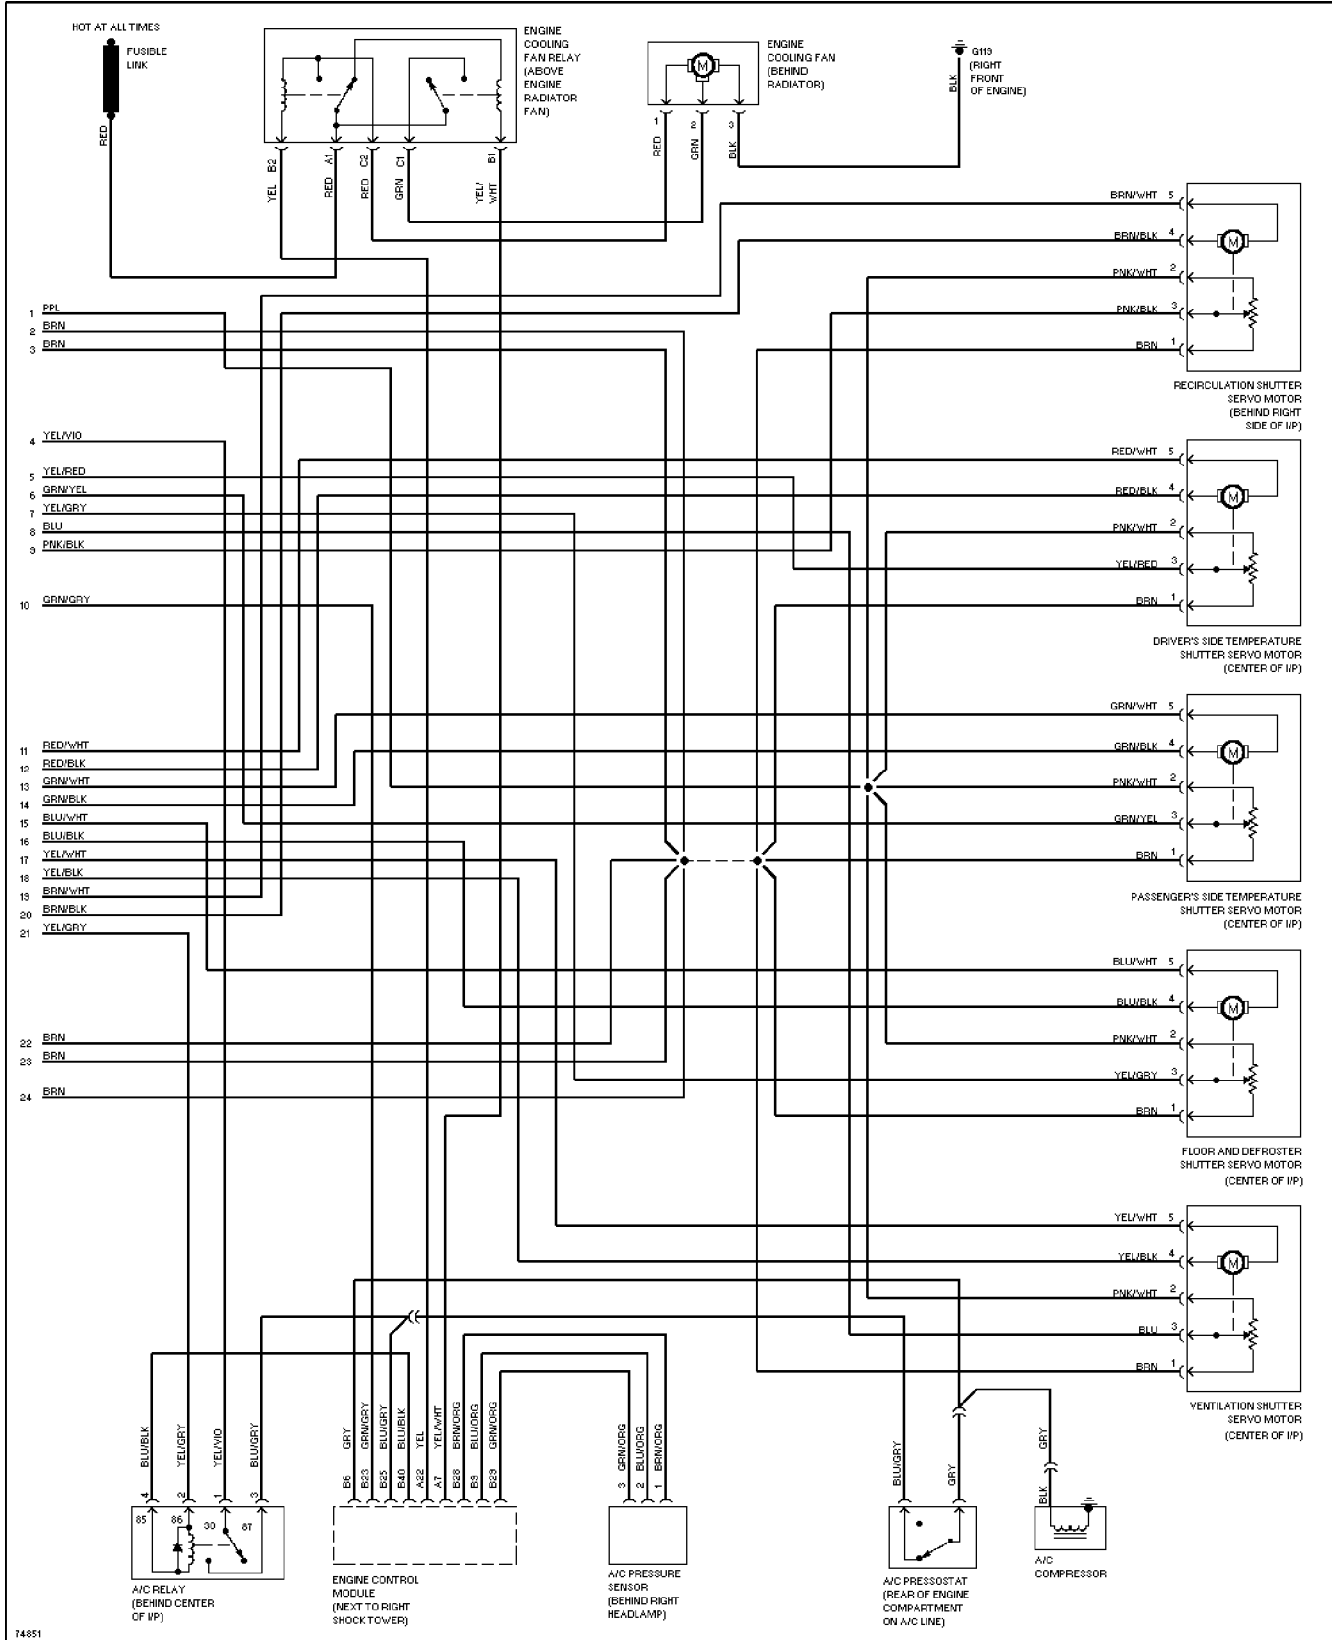 HOT AT ALL TIMES
FUSIBLE
LINK
RED
ENGINE
COOLING
FAN RELAY
(ABOVE
ENGINE
RADIATOR
FAN)
B2
A1
C2
C1
B1
YEL
RED
RED
GRN
YEL/
WHT
ENGINE
COOLING FAN
(BEHIND
RADIATOR)
M
1
2
3
RED
GRN
BLK
BLK
G119
(RIGHT
FRONT
OF ENGINE)
BRN/WHT 5
BRN/BLK 4
PNK/WHT 2
PNK/BLK 3
BRN 1
M
RECIRCULATION SHUTTER
SERVO MOTOR
(BEHIND RIGHT
SIDE OF I/P)
1 PPL
2 BRN
3 BRN
4 YEL/VIO
5 YEL/RED
6 GRN/YEL
7 YEL/GRY
8 BLU
9 PNK/BLK
10 GRN/GRY
11 RED/WHT
12 RED/BLK
13 GRN/WHT
14 GRN/BLK
15 BLU/WHT
16 BLU/BLK
17 YEL/WHT
18 YEL/BLK
19 BRN/WHT
20 BRN/BLK
21 YEL/GRY
22 BRN
23 BRN
24 BRN
RED/WHT 5
RED/BLK 4
PNK/WHT 2
YEL/RED 3
BRN 1
M
DRIVER'S SIDE TEMPERATURE
SHUTTER SERVO MOTOR
(CENTER OF I/P)
GRN/WHT 5
GRN/BLK 4
PNK/WHT 2
GRN/YEL 3
BRN 1
M
PASSENGER'S SIDE TEMPERATURE
SHUTTER SERVO MOTOR
(CENTER OF I/P)
BLU/WHT 5
BLU/BLK 4
PNK/WHT 2
YEL/GRY 3
BRN 1
M
FLOOR AND DEFROSTER
SHUTTER SERVO MOTOR
(CENTER OF I/P)
YEL/WHT 5
YEL/BLK 4
PNK/WHT 2
BLU 3
BRN 1
M
VENTILATION SHUTTER
SERVO MOTOR
(CENTER OF I/P)
BLU/BLK
YEL/GRY
YEL/VIO
BLU/GRY
4
2
1
3
85
86
30
87
A/C RELAY
(BEHIND CENTER
OF I/P)
GRY
GRN/GRY
BLU/GRY
BLU/BLK
YEL
YEL/WHT
BRN/ORG
BLU/ORG
GRN/ORG
B6
B23
B25
B40
A22
A7
B28
B3
B29
ENGINE CONTROL
MODULE
(NEXT TO RIGHT
SHOCK TOWER)
GRN/ORG
BLU/ORG
BRN/ORG
3
2
1
A/C PRESSURE
SENSOR
(BEHIND RIGHT
HEADLAMP)
BLU/GRY
GRY
A/C PRESSOSTAT
(REAR OF ENGINE
COMPARTMENT
ON A/C LINE)
GRY
BLK
A/C
COMPRESSOR
74851